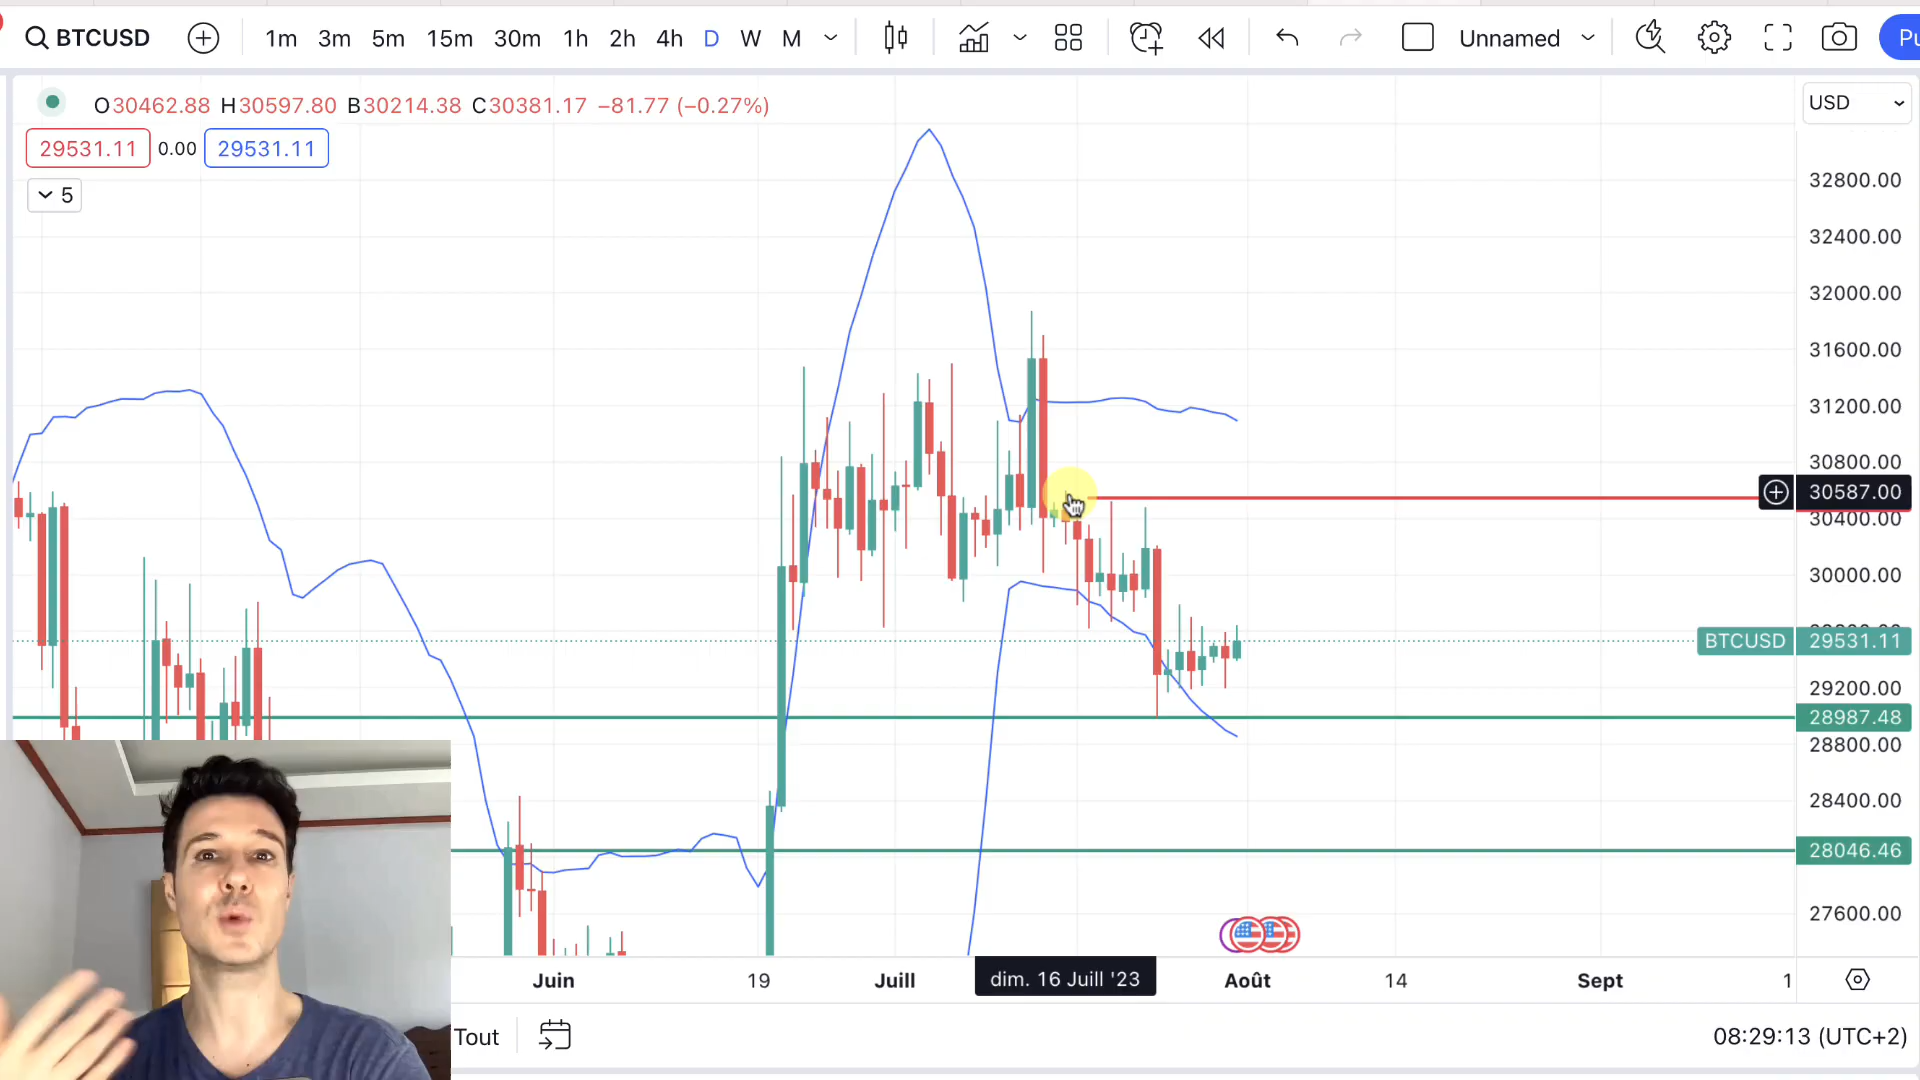 BTCUSD 1m 3m 5m 15m 30m 1h 2h 4h D W M Unnamed
O30462.88 H30597.80 B30214.38 C30381.17 −81.77 (−0.27%)
USD
29531.11 0.00 29531.11
5
32800.00
32400.00
32000.00
31600.00
31200.00
30800.00
30587.00
30400.00
30000.00
BTCUSD 29531.11
29200.00
28987.48
28800.00
28400.00
28046.46
27600.00
Juin 19 Juill dim. 16 Juill '23 Août 14 Sept 1
Tout 08:29:13 (UTC+2)